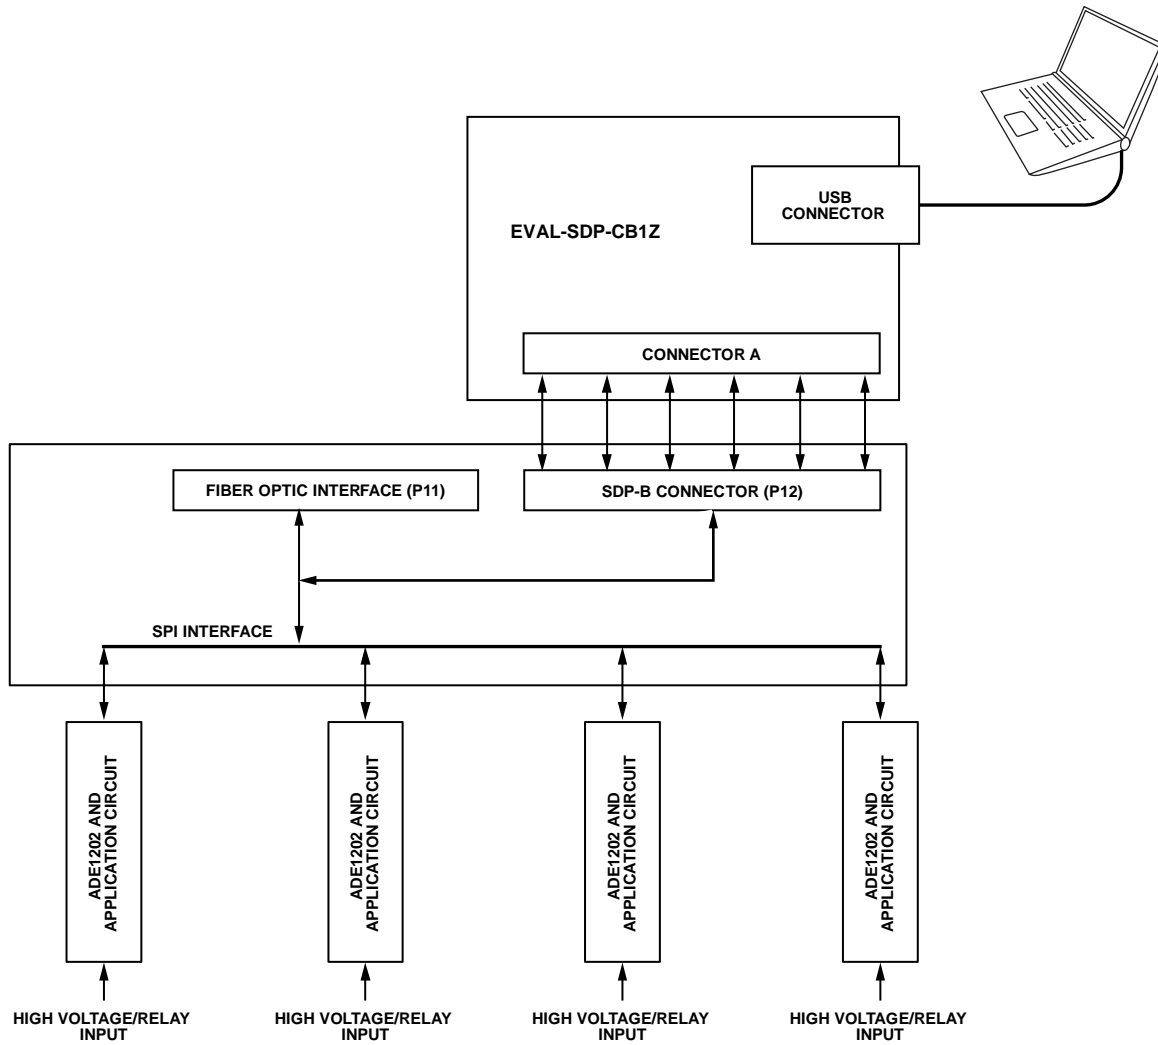 USB
CONNECTOR
EVAL-SDP-CB1Z
CONNECTOR A
FIBER OPTIC INTERFACE (P11)
SDP-B CONNECTOR (P12)
SPI INTERFACE
ADE1202 AND
APPLICATION CIRCUIT
ADE1202 AND
APPLICATION CIRCUIT
ADE1202 AND
APPLICATION CIRCUIT
ADE1202 AND
APPLICATION CIRCUIT
HIGH VOLTAGE/RELAY
INPUT
HIGH VOLTAGE/RELAY
INPUT
HIGH VOLTAGE/RELAY
INPUT
HIGH VOLTAGE/RELAY
INPUT